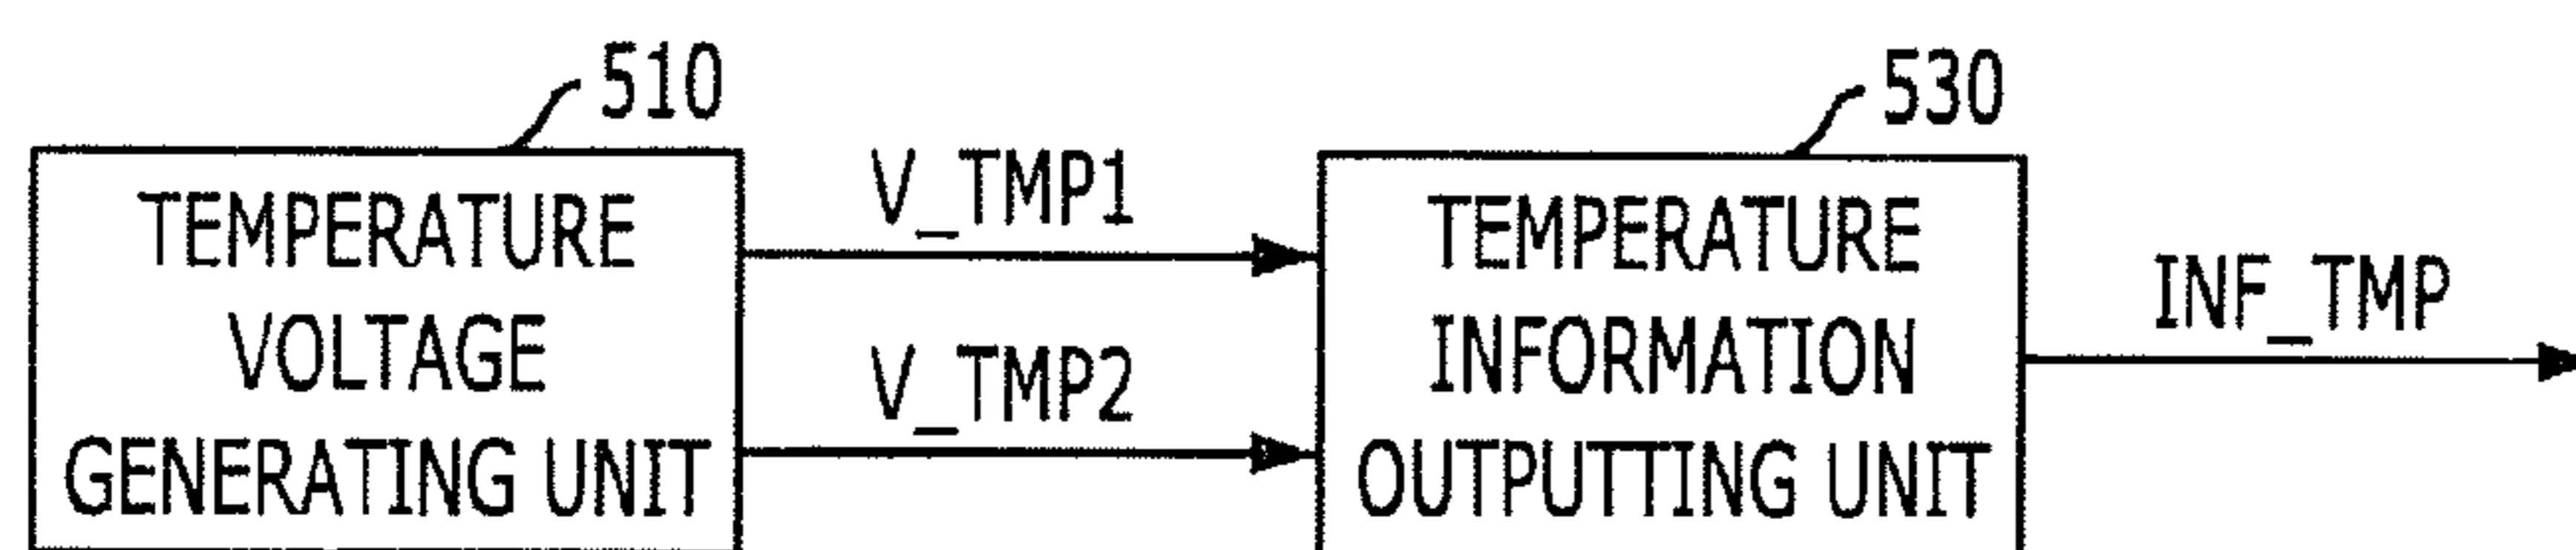 510
TEMPERATURE
VOLTAGE
GENERATING UNIT
V_TMP1
V_TMP2
530
TEMPERATURE
INFORMATION
OUTPUTTING UNIT
INF_TMP